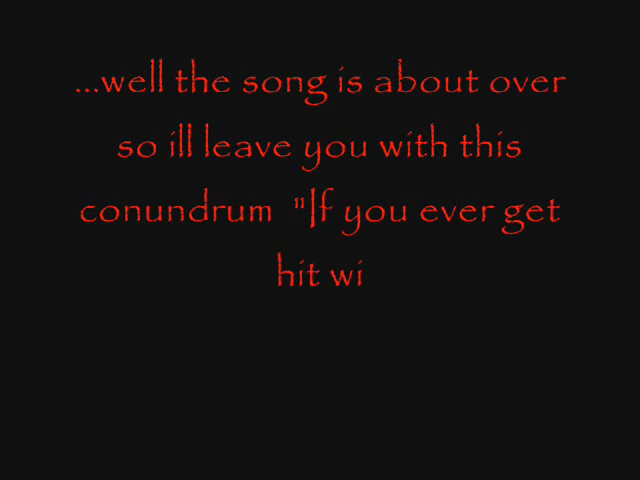 ...well the song is about over
so ill leave you with this
conundrum "If you ever get
hit wi